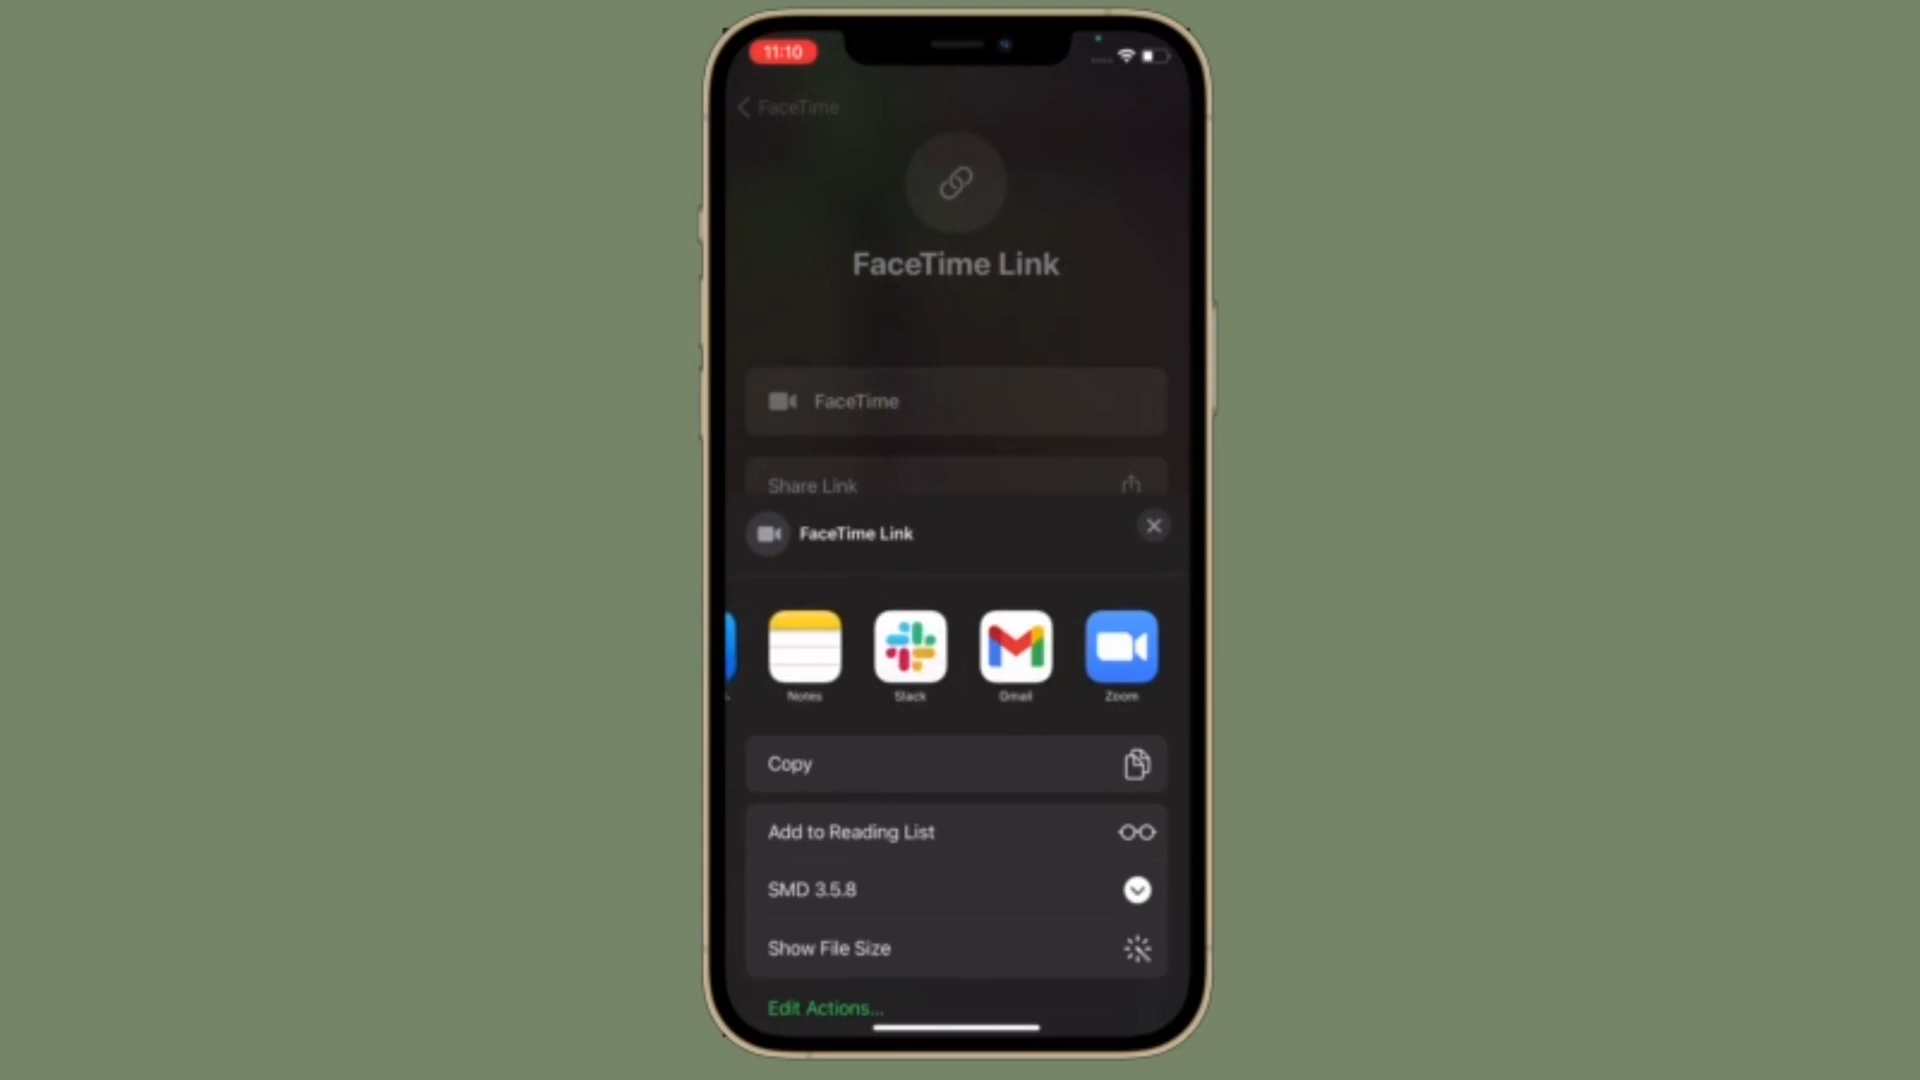 11:10
FaceTime
FaceTime Link
FaceTime
Share Link
FaceTime Link
Notes
Slack
Gmail
Zoom
Copy
Add to Reading List
SMD 3.5.8
Show File Size
Edit Actions...